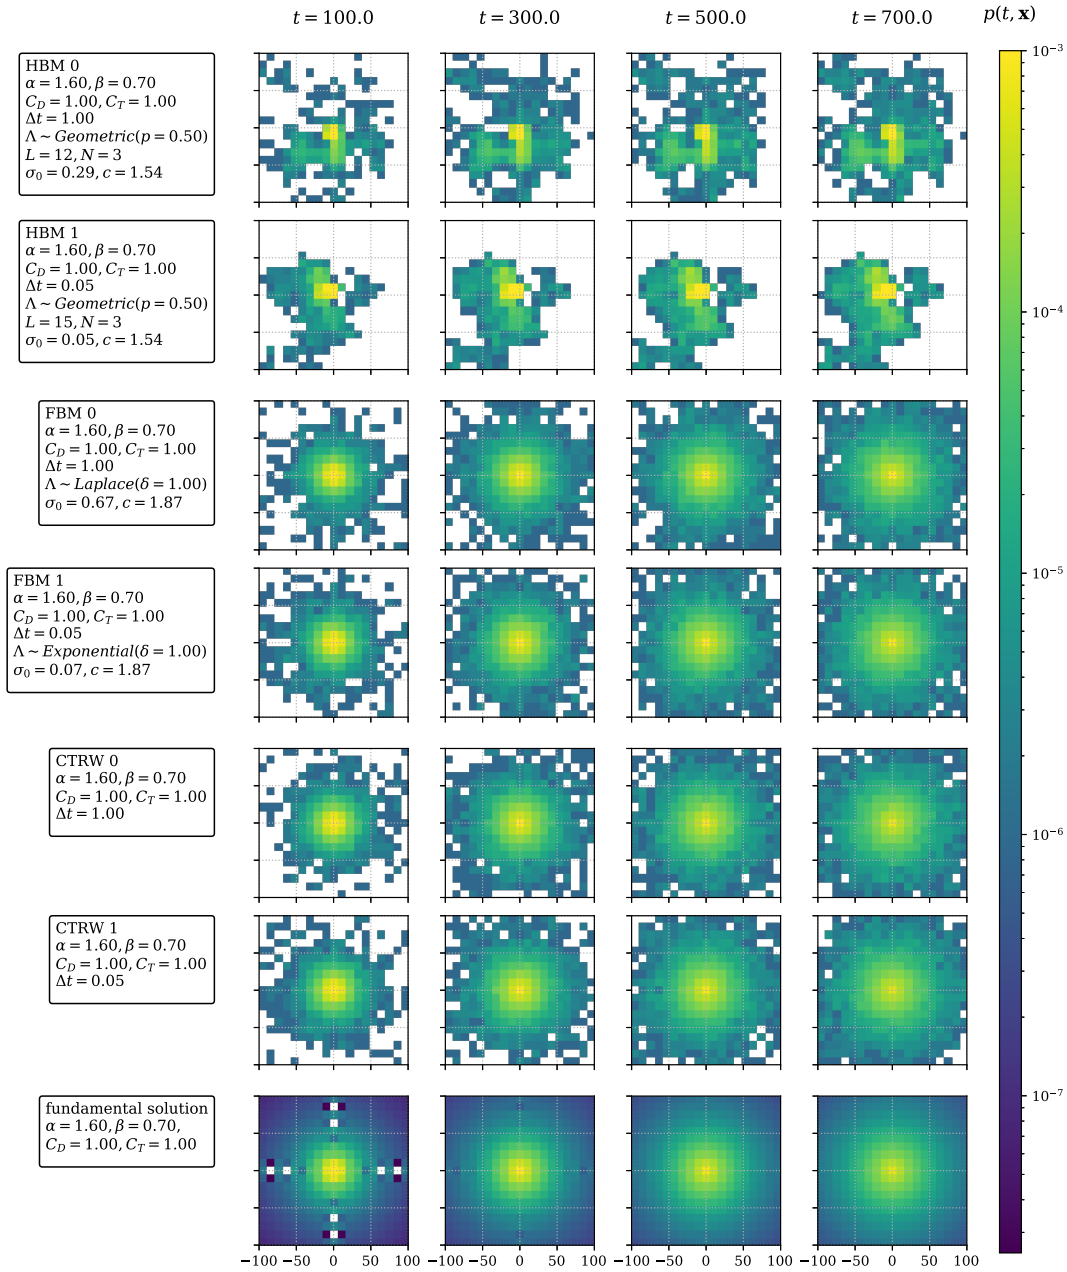 t = 100.0 t = 300.0 t = 500.0 t = 700.0 p(t, x)
HBM 0
α = 1.60, β = 0.70
C_D = 1.00, C_T = 1.00
Δt = 1.00
Λ ~ Geometric(p = 0.50)
L = 12, N = 3
σ_0 = 0.29, c = 1.54
10^{-3}
HBM 1
α = 1.60, β = 0.70
C_D = 1.00, C_T = 1.00
Δt = 0.05
Λ ~ Geometric(p = 0.50)
L = 15, N = 3
σ_0 = 0.05, c = 1.54
10^{-4}
FBM 0
α = 1.60, β = 0.70
C_D = 1.00, C_T = 1.00
Δt = 1.00
Λ ~ Laplace(δ = 1.00)
σ_0 = 0.67, c = 1.87
FBM 1
α = 1.60, β = 0.70
C_D = 1.00, C_T = 1.00
Δt = 0.05
Λ ~ Exponential(δ = 1.00)
σ_0 = 0.07, c = 1.87
10^{-5}
CTRW 0
α = 1.60, β = 0.70
C_D = 1.00, C_T = 1.00
Δt = 1.00
10^{-6}
CTRW 1
α = 1.60, β = 0.70
C_D = 1.00, C_T = 1.00
Δt = 0.05
10^{-7}
fundamental solution
α = 1.60, β = 0.70,
C_D = 1.00, C_T = 1.00
−100 −50 0 50 100 −100 −50 0 50 100 −100 −50 0 50 100 −100 −50 0 50 100